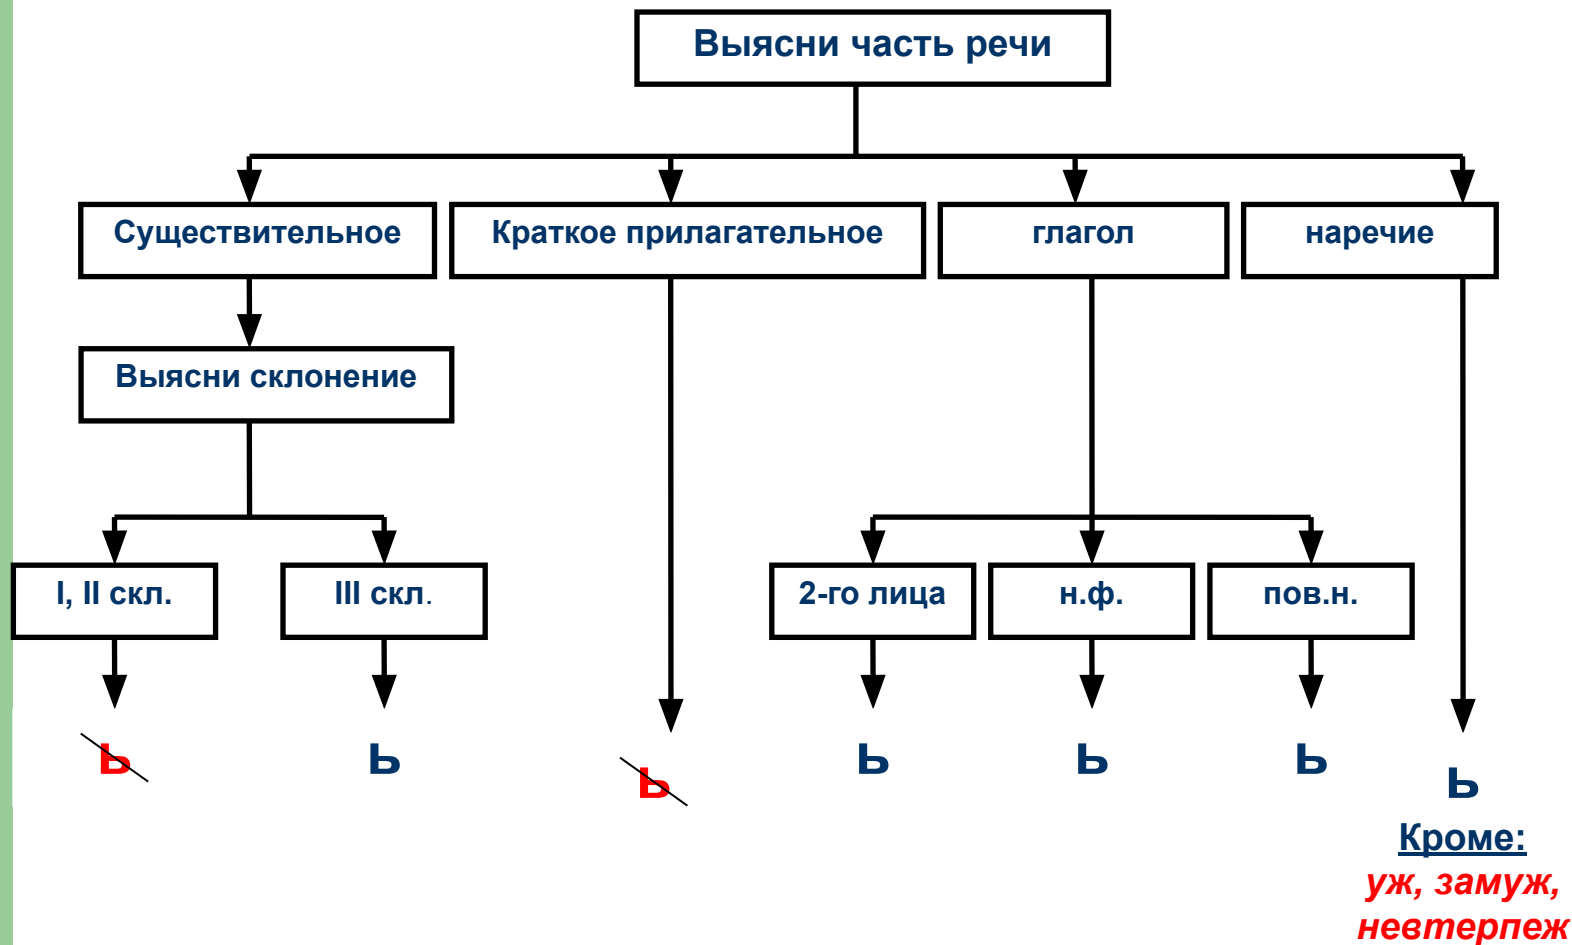 Выясни часть речи
Существительное
Краткое прилагательное
глагол
наречие
Выясни склонение
I, II скл.
III скл.
2-го лица
н.ф.
пов.н.
ь
ь
ь
ь
ь
ь
ь
Кроме:
уж, замуж,
невтерпеж